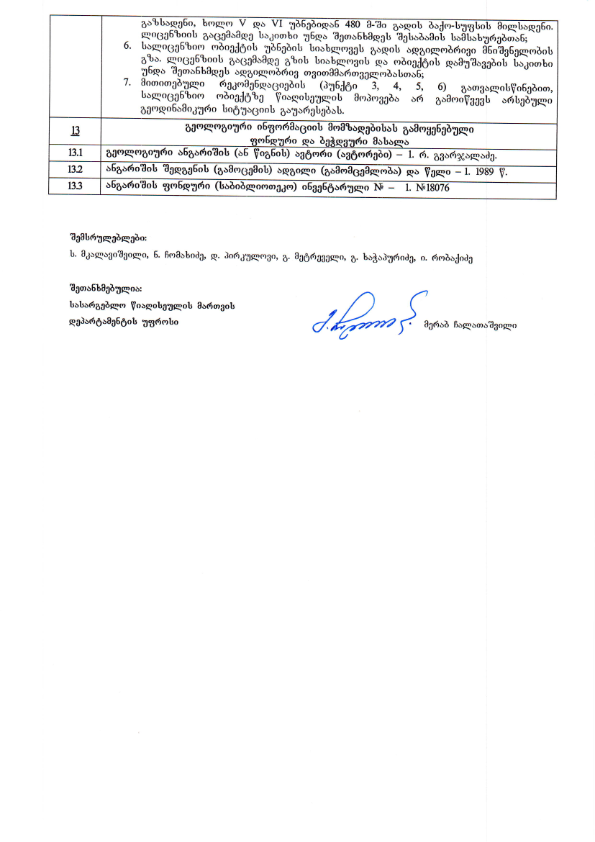 გაზსადენი, ხოლო V და VI უბნებიდან 480 მ-ში გადის ბაქო-სუფსის მილსადენი.
ლიცენზიის გაცემამდე საკითხი უნდა შეთანხმდეს შესაბამის სამსახურებთან;
6. სალიცენზიო ობიექტის უბნების სიახლოვეს გადის ადგილობრივი მნიშვნელობის
გზა. ლიცენზიის გაცემამდე გზის სიახლოვის და ობიექტის დამუშავების საკითხი
უნდა შეთანხმდეს ადგილობრივ თვითმმართველობასთან;
7. მითითებული რეკომენდაციების (პუნქტი 3, 4, 5, 6) გათვალისწინებით,
სალიცენზიო ობიექტზე წიაღისეულის მოპოვება არ გამოიწვევს არსებული
გეოდინამიკური სიტუაციის გაუარესებას.
13 გეოლოგიური ინფორმაციის მომზადებისას გამოყენებული
ფონდური და ბეჭდური მასალა
13.1 გეოლოგიური ანგარიშის (ან წიგნის) ავტორი (ავტორები) – 1. რ. გვარჯალაძე.
13.2 ანგარიშის შედგენის (გამოცემის) ადგილი (გამომცემლობა) და წელი – 1. 1989 წ.
13.3 ანგარიშის ფონდური (საბიბლიოთეკო) ინვენტარული № – 1. №18076
შემსრულებლები:
ს. მკალავიშვილი, ნ. ჩომახიძე, დ. პირკულოვი, გ. მეტრეველი, გ. ხაჭაპურიძე, ი. რობაქიძე
შეთანხმებულია:
სასარგებლო წიაღისეულის მართვის
დეპარტამენტის უფროსი
მერაბ ჩალათაშვილი